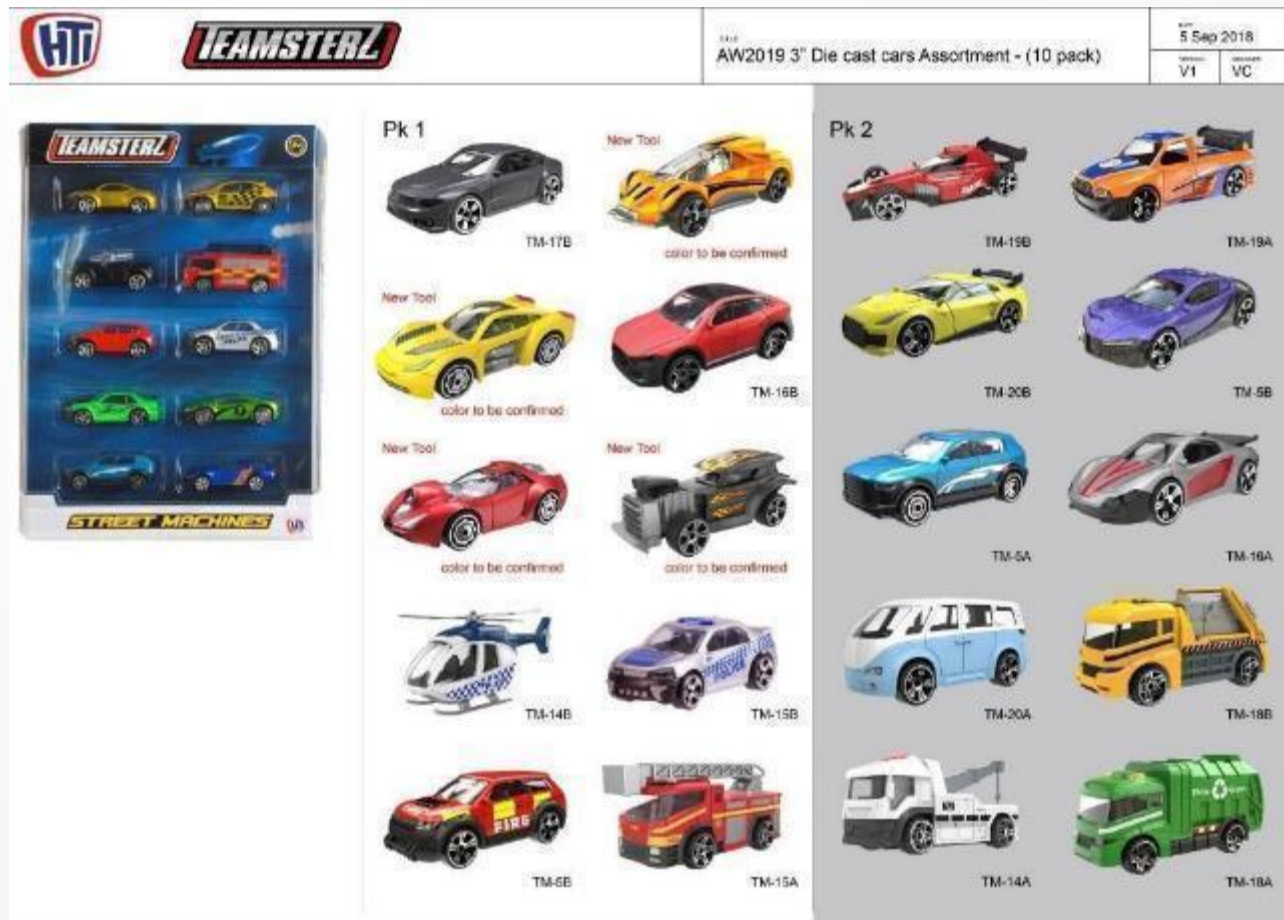 HTI
TEAMSTERZ
AW2019 3" Die cast cars Assortment - (10 pack)
5 Sep 2018
V1
VC
TEAMSTERZ
STREET MACHINES
HTI
Pk 1
TM-17B
New Tool
color to be confirmed
New Tool
color to be confirmed
TM-16B
New Tool
color to be confirmed
New Tool
color to be confirmed
TM-14B
POLICE
TM-15B
FIRE
TM-6B
TM-15A
Pk 2
TM-19B
TM-19A
TM-20B
TM-5B
TM-5A
TM-16A
TM-20A
TM-18B
TM-14A
TM-18A